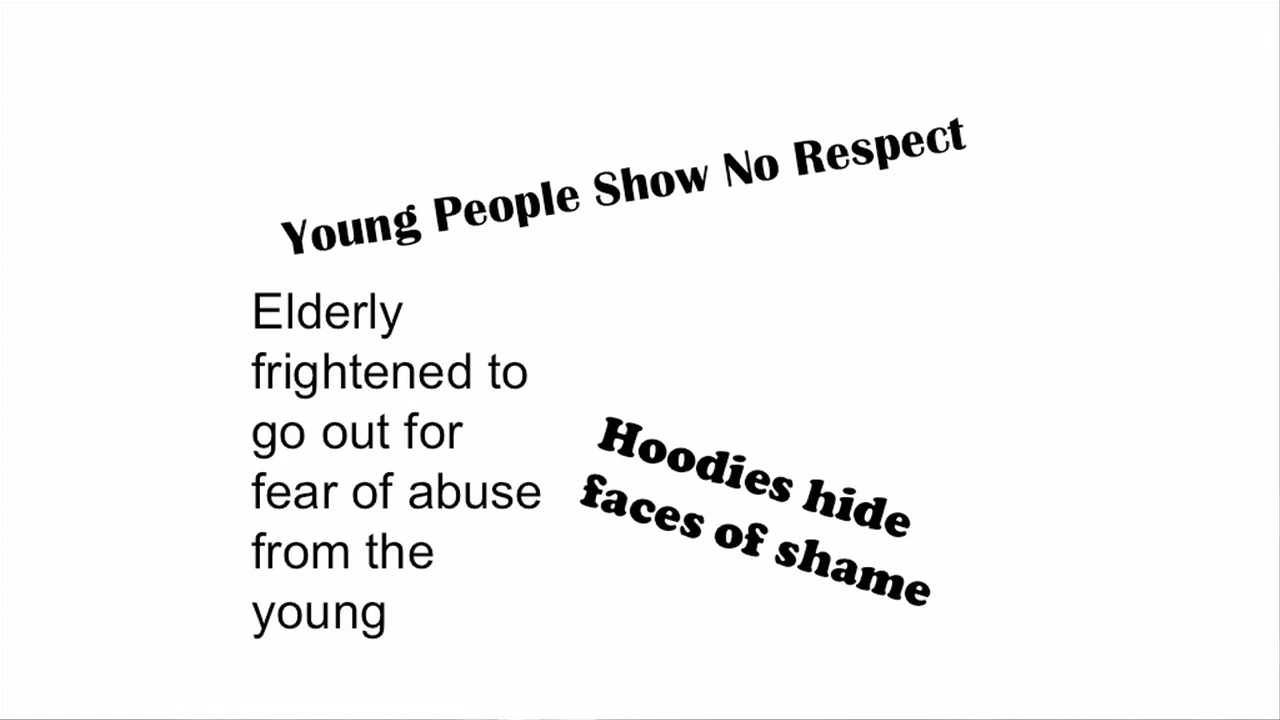 Young People Show No Respect
Elderly
frightened to
go out for
fear of abuse
from the
young
Hoodies hide
faces of shame